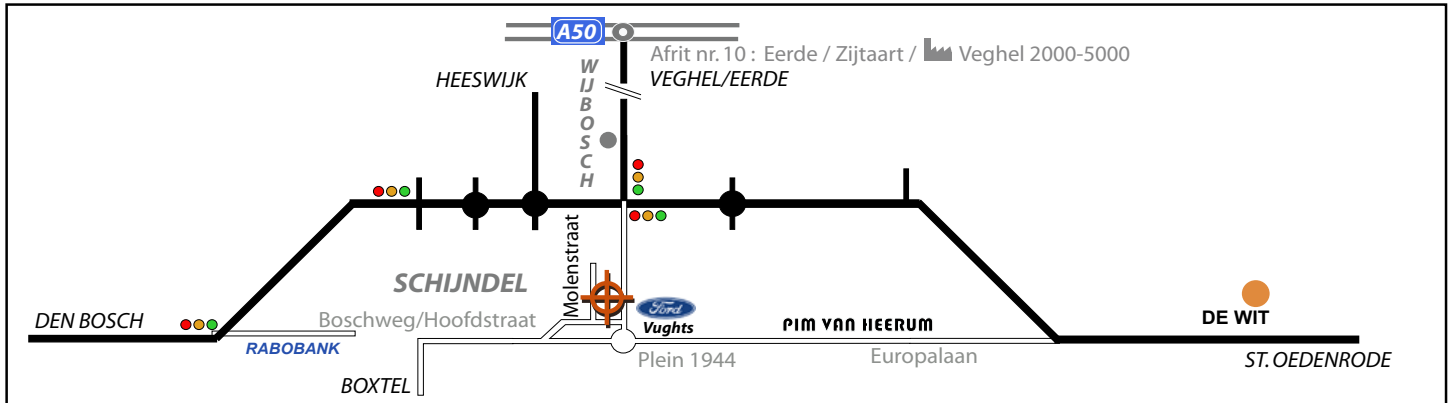 A50
Afrit nr. 10 : Eerde / Zijtaart / Veghel 2000-5000
VEGHEL/EERDE
HEESWIJK
WIJBOSCH
Molenstraat
SCHIJNDEL
Boschweg/Hoofdstraat
Ford
Vughts
DEN BOSCH
RABOBANK
PIM VAN HEERUM
DE WIT
Plein 1944
Europalaan
ST. OEDENRODE
BOXTEL